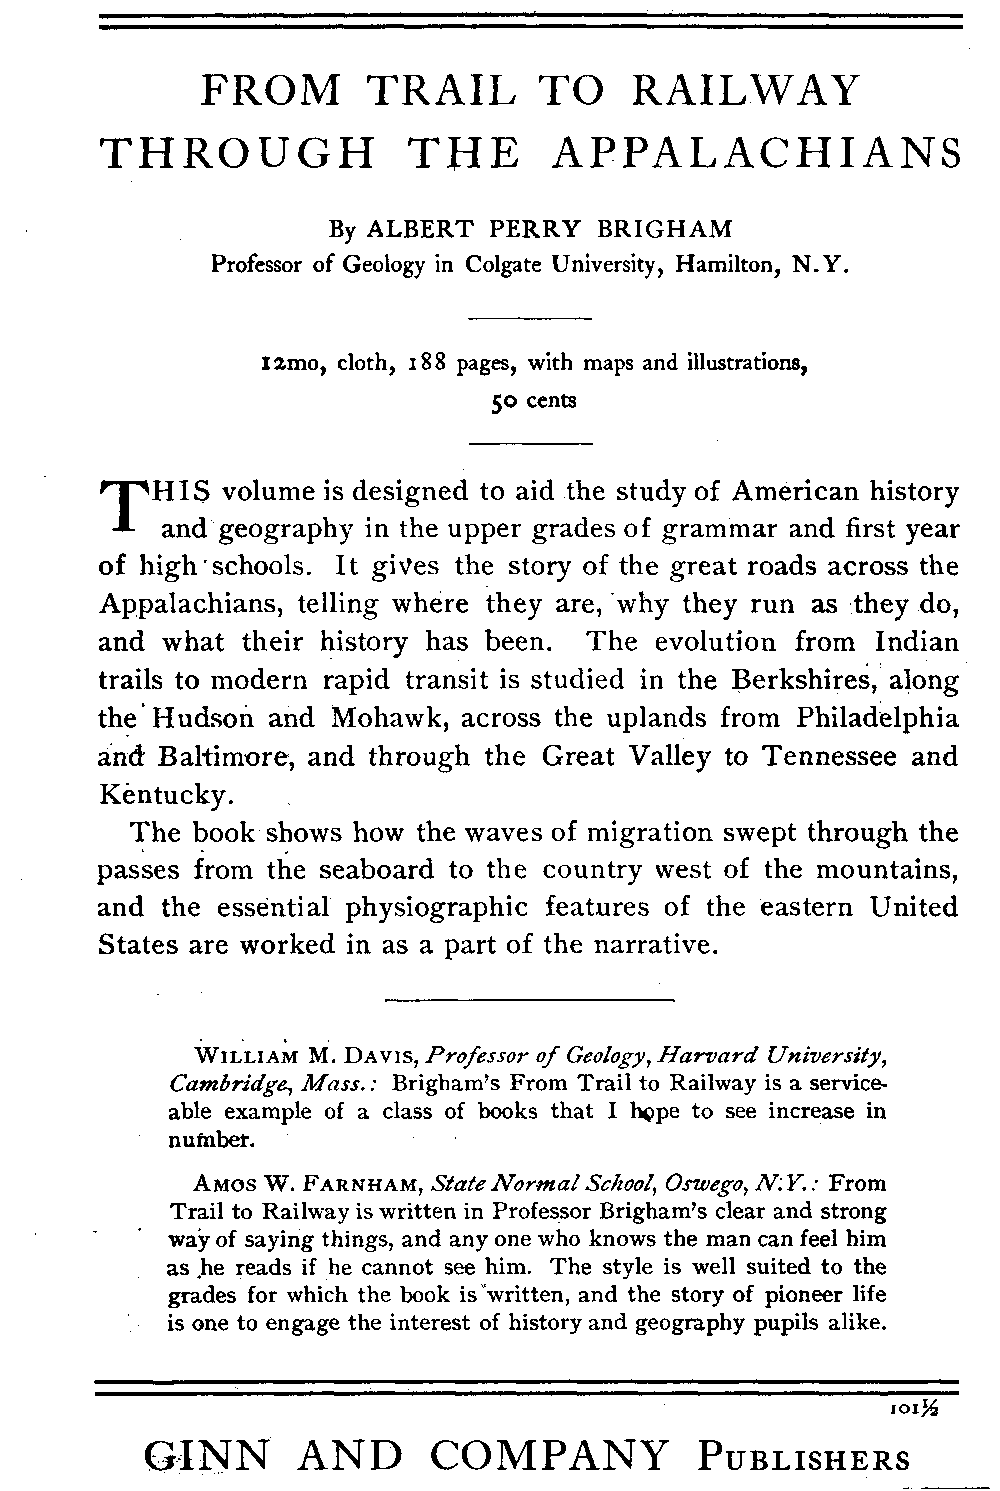 FROM TRAIL TO RAILWAY
THROUGH THE APPALACHIANS
By ALBERT PERRY BRIGHAM
Professor of Geology in Colgate University, Hamilton, N.Y.
12mo, cloth, 188 pages, with maps and illustrations,
50 cents
THIS volume is designed to aid the study of American history
and geography in the upper grades of grammar and first year
of high schools. It gives the story of the great roads across the
Appalachians, telling where they are, why they run as they do,
and what their history has been. The evolution from Indian
trails to modern rapid transit is studied in the Berkshires, along
the Hudson and Mohawk, across the uplands from Philadelphia
and Baltimore, and through the Great Valley to Tennessee and
Kentucky.
The book shows how the waves of migration swept through the
passes from the seaboard to the country west of the mountains,
and the essential physiographic features of the eastern United
States are worked in as a part of the narrative.
WILLIAM M. DAVIS, Professor of Geology, Harvard University,
Cambridge, Mass.: Brigham's From Trail to Railway is a service-
able example of a class of books that I hope to see increase in
number.
AMOS W. FARNHAM, State Normal School, Oswego, N.Y.: From
Trail to Railway is written in Professor Brigham's clear and strong
way of saying things, and any one who knows the man can feel him
as he reads if he cannot see him. The style is well suited to the
grades for which the book is written, and the story of pioneer life
is one to engage the interest of history and geography pupils alike.
101½
GINN AND COMPANY PUBLISHERS